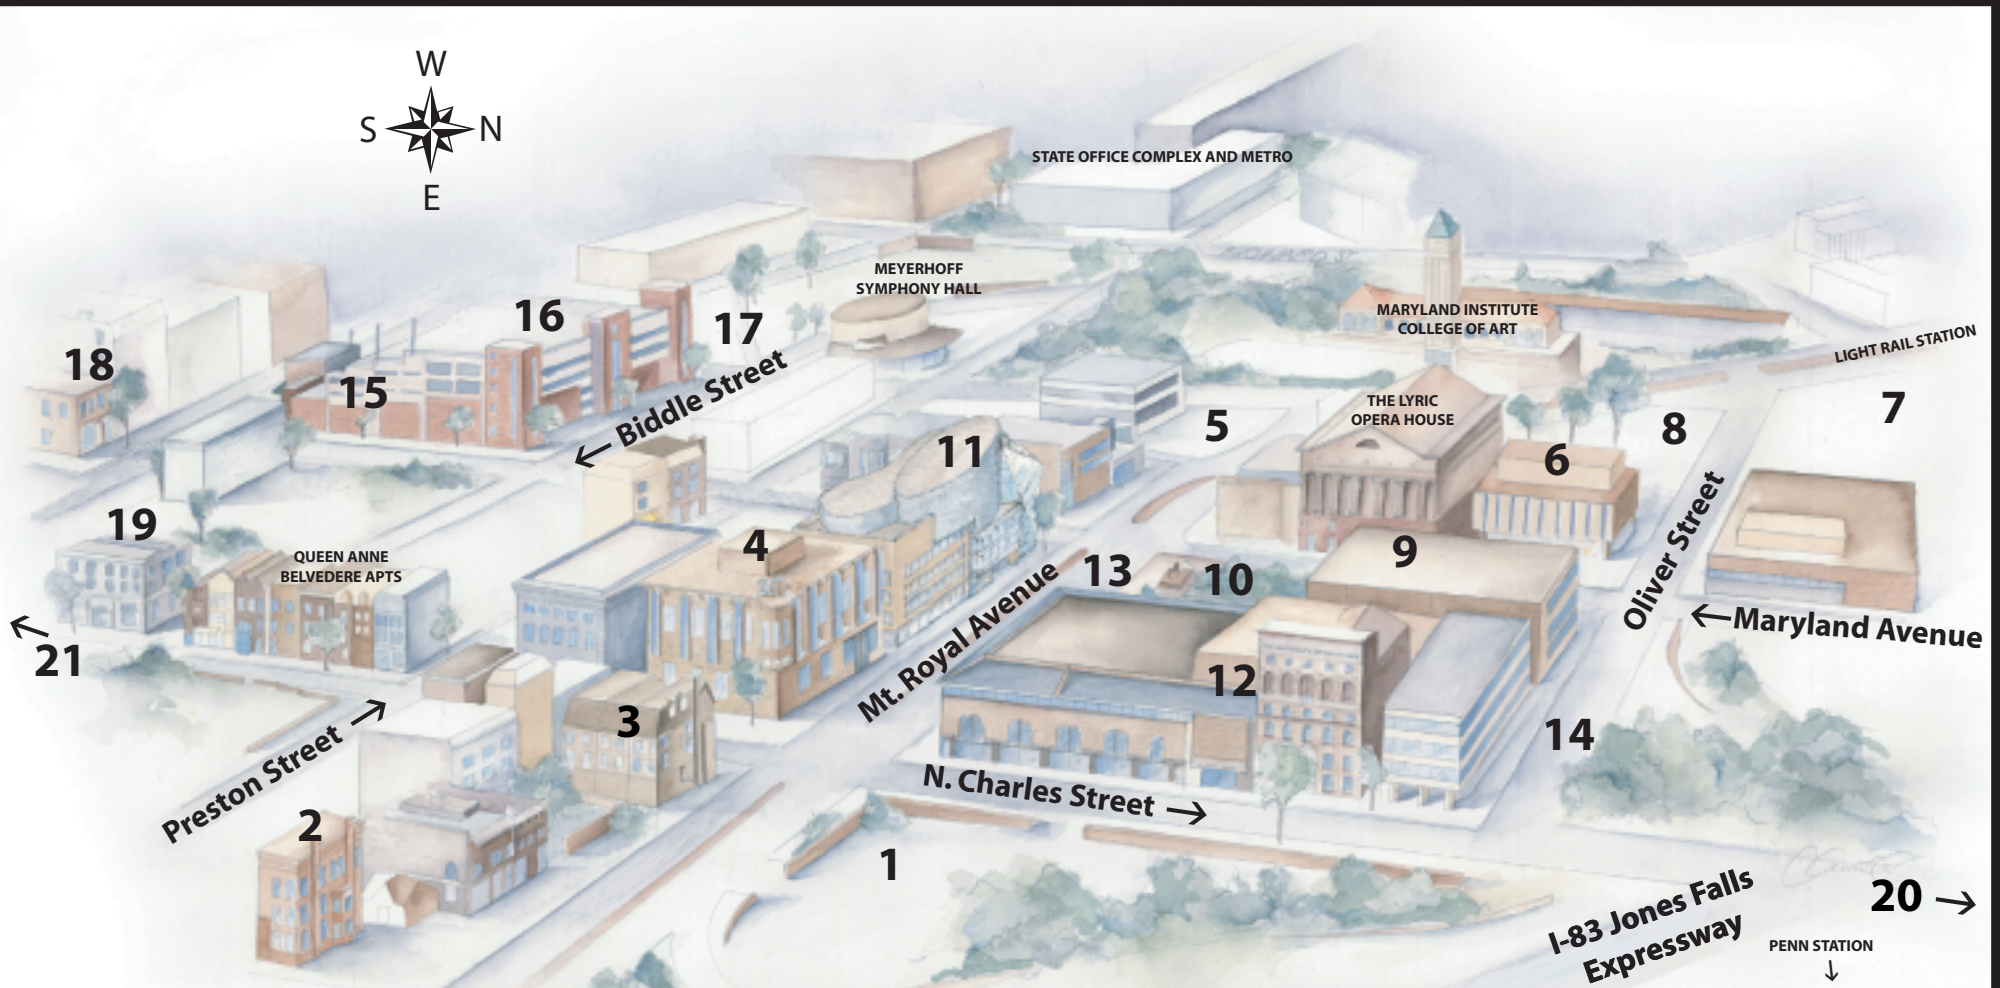 W
S N
E
STATE OFFICE COMPLEX AND METRO
MEYERHOFF
SYMPHONY HALL
16
17
MARYLAND INSTITUTE
COLLEGE OF ART
LIGHT RAIL STATION
18
15
← Biddle Street
THE LYRIC
OPERA HOUSE
7
5
8
11
6
19
4
9
QUEEN ANNE
BELVEDERE APTS
13
10
Oliver Street
← Maryland Avenue
21
Mt. Royal Avenue
12
3
14
Preston Street →
N. Charles Street →
2
1
I-83 Jones Falls
Expressway
20 →
PENN STATION
↓